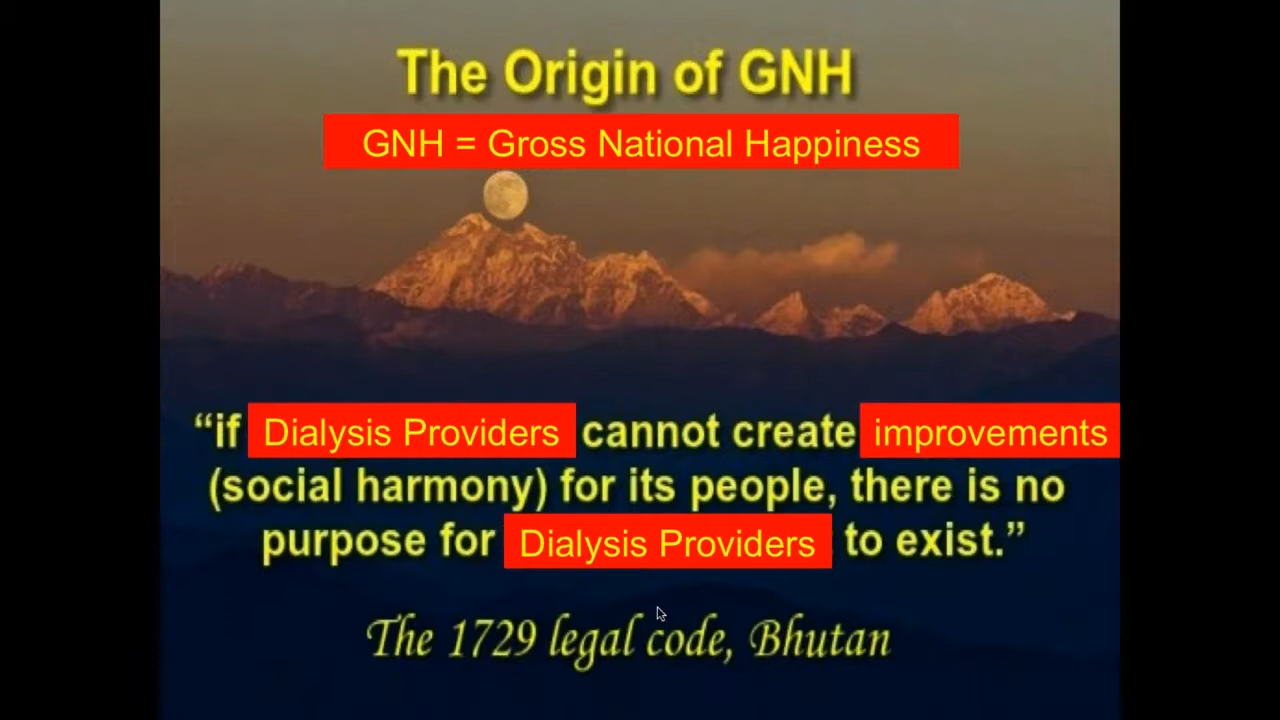 The Origin of GNH
GNH = Gross National Happiness
“if Dialysis Providers cannot create improvements
(social harmony) for its people, there is no
purpose for Dialysis Providers to exist.”
The 1729 legal code, Bhutan